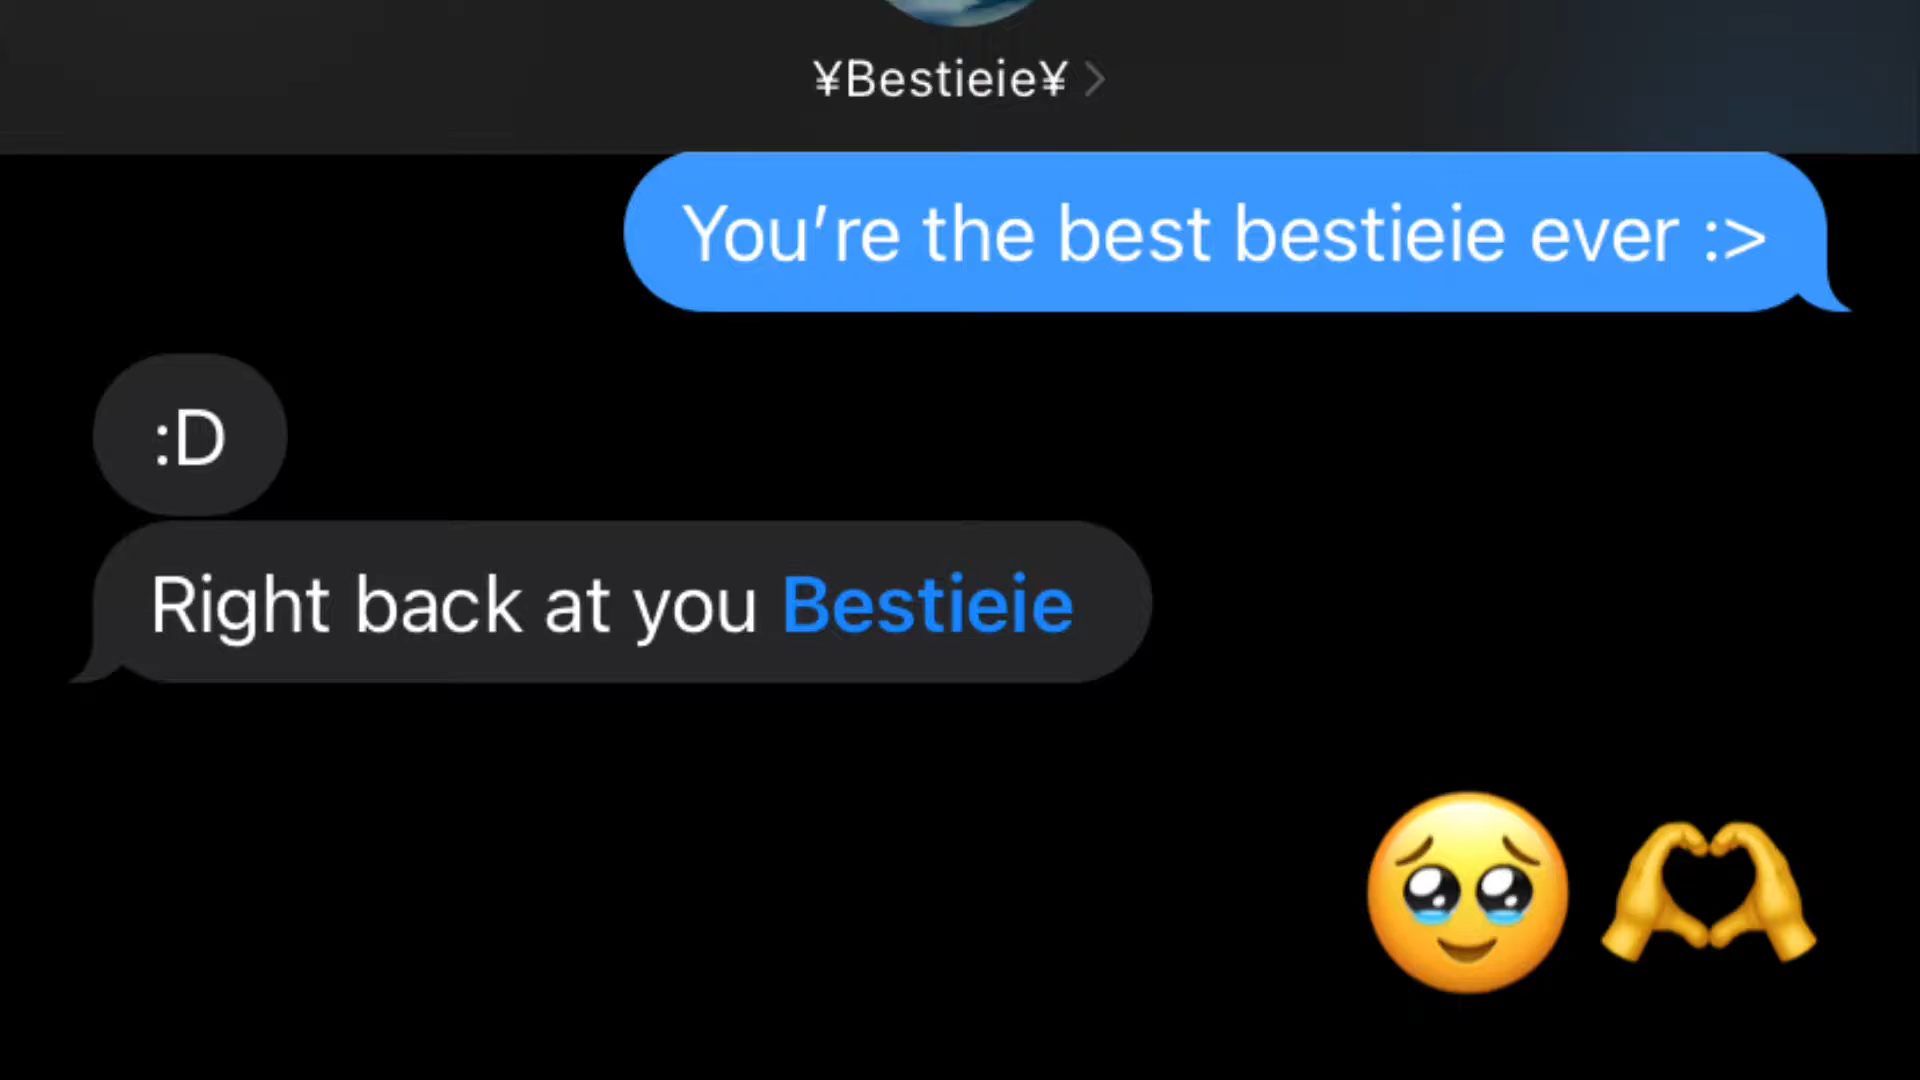 ¥Bestieie¥
You're the best bestieie ever :>
:D
Right back at you Bestieie
🥹 🫶